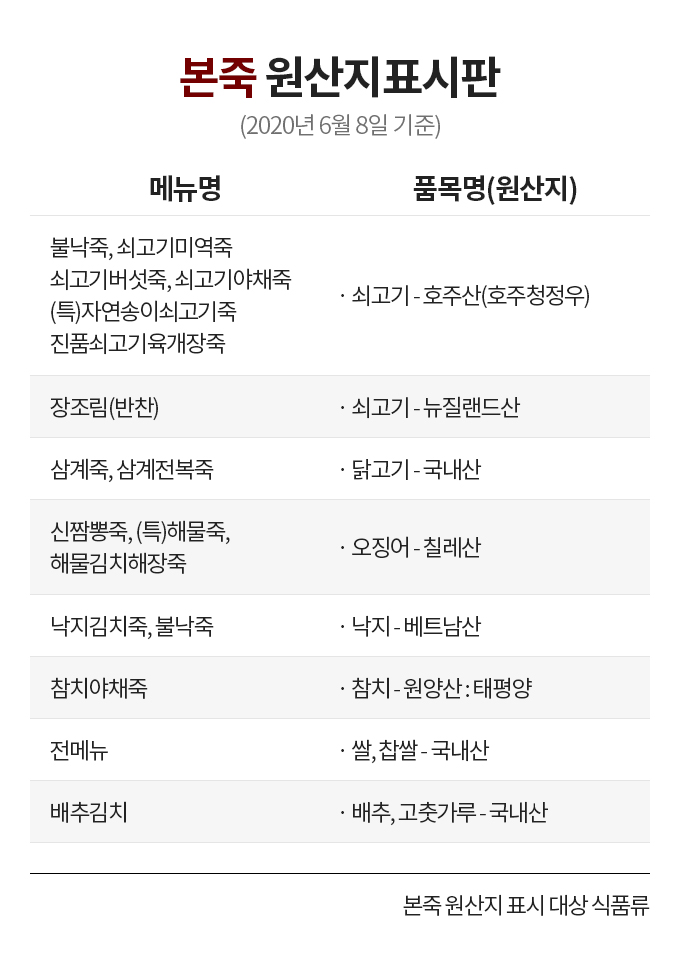 본죽 원산지표시판
(2020년 6월 8일 기준)
메뉴명 품목명(원산지)
불낙죽, 쇠고기미역죽
쇠고기버섯죽, 쇠고기야채죽
(특)자연송이쇠고기죽
진품쇠고기육개장죽
· 쇠고기 - 호주산(호주청정우)
장조림(반찬) · 쇠고기 - 뉴질랜드산
삼계죽, 삼계전복죽 · 닭고기 - 국내산
신짬뽕죽, (특)해물죽,
해물김치해장죽
· 오징어 - 칠레산
낙지김치죽, 불낙죽 · 낙지 - 베트남산
참치야채죽 · 참치 - 원양산 : 태평양
전메뉴 · 쌀, 찹쌀 - 국내산
배추김치 · 배추, 고춧가루 - 국내산
본죽 원산지 표시 대상 식품류